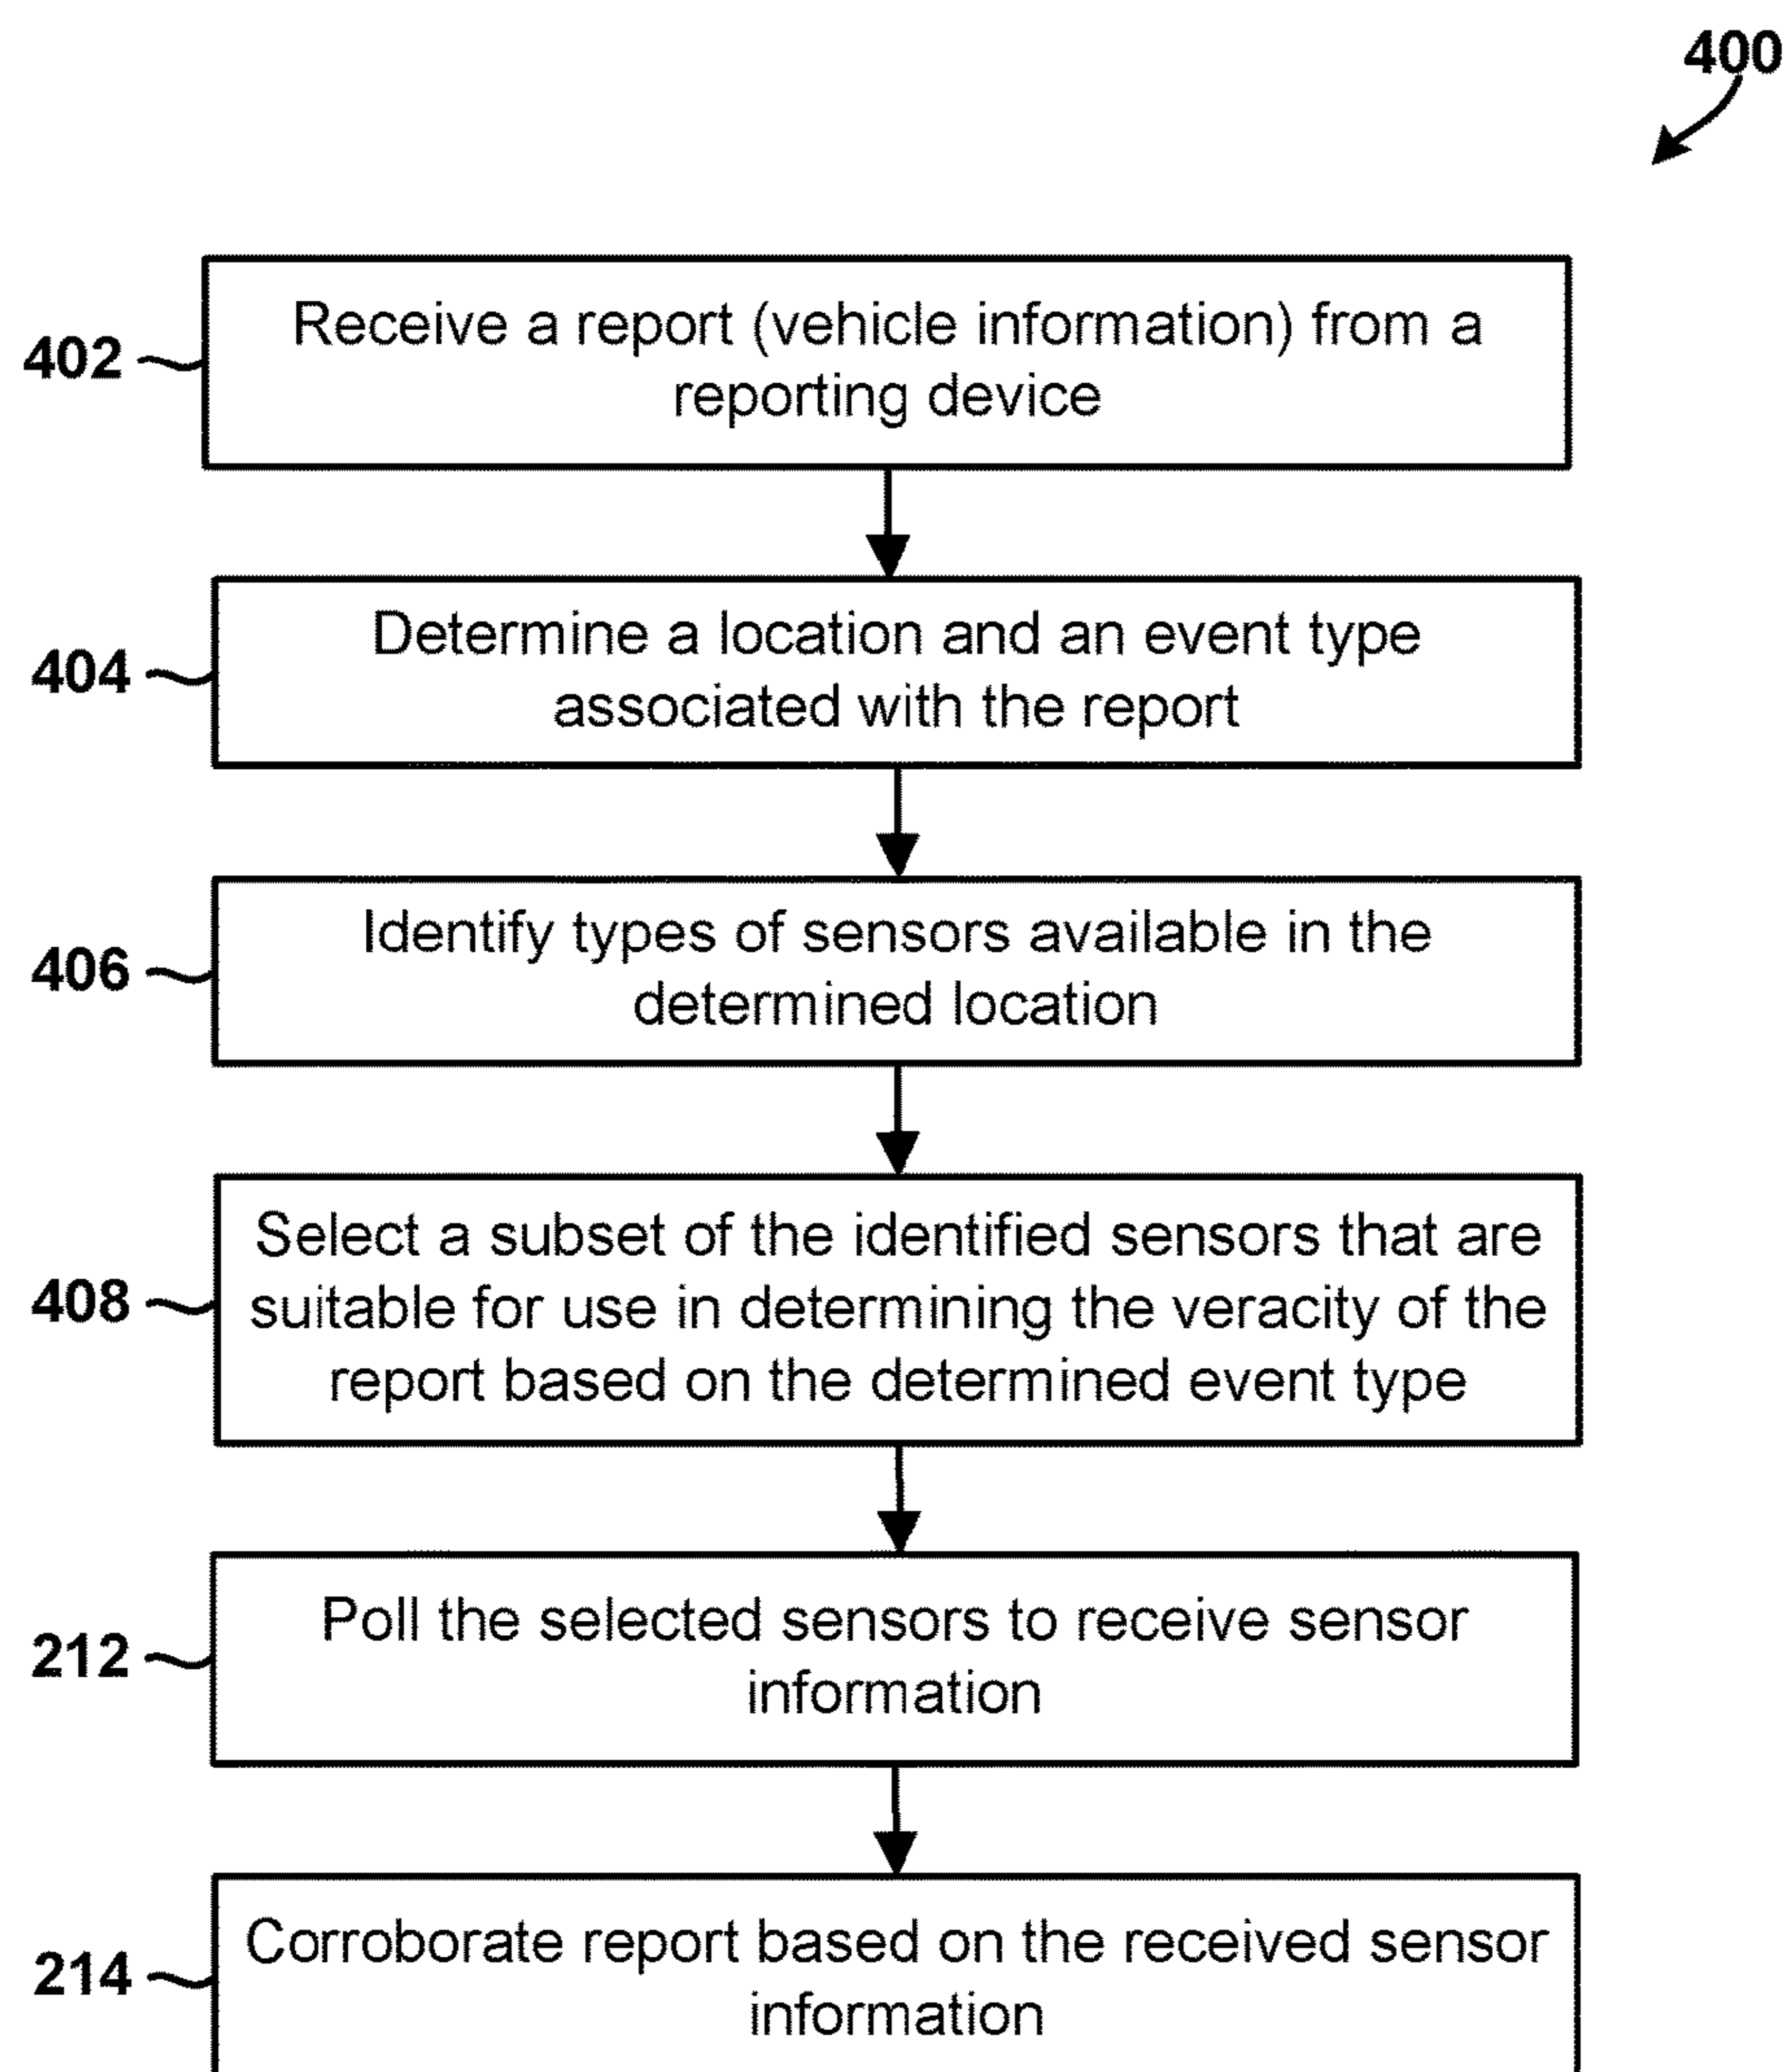 400
402
Receive a report (vehicle information) from a
reporting device
404
Determine a location and an event type
associated with the report
406
Identify types of sensors available in the
determined location
408
Select a subset of the identified sensors that are
suitable for use in determining the veracity of the
report based on the determined event type
212
Poll the selected sensors to receive sensor
information
214
Corroborate report based on the received sensor
information